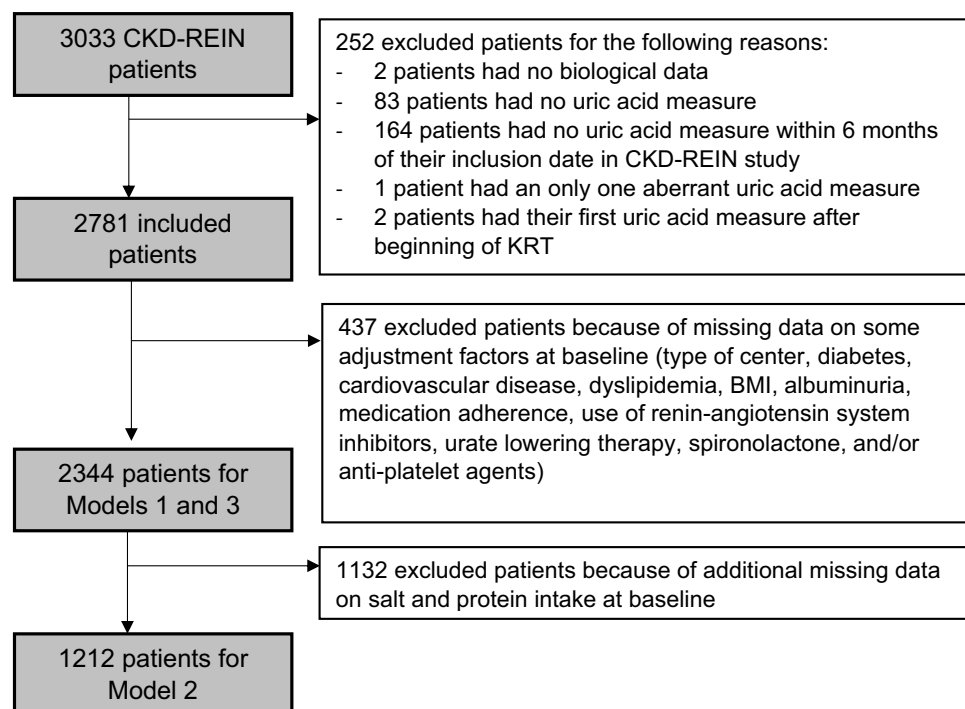 3033 CKD-REIN
patients
252 excluded patients for the following reasons:
- 2 patients had no biological data
- 83 patients had no uric acid measure
- 164 patients had no uric acid measure within 6 months
of their inclusion date in CKD-REIN study
- 1 patient had an only one aberrant uric acid measure
- 2 patients had their first uric acid measure after
beginning of KRT
2781 included
patients
437 excluded patients because of missing data on some
adjustment factors at baseline (type of center, diabetes,
cardiovascular disease, dyslipidemia, BMI, albuminuria,
medication adherence, use of renin-angiotensin system
inhibitors, urate lowering therapy, spironolactone, and/or
anti-platelet agents)
2344 patients for
Models 1 and 3
1132 excluded patients because of additional missing data
on salt and protein intake at baseline
1212 patients for
Model 2